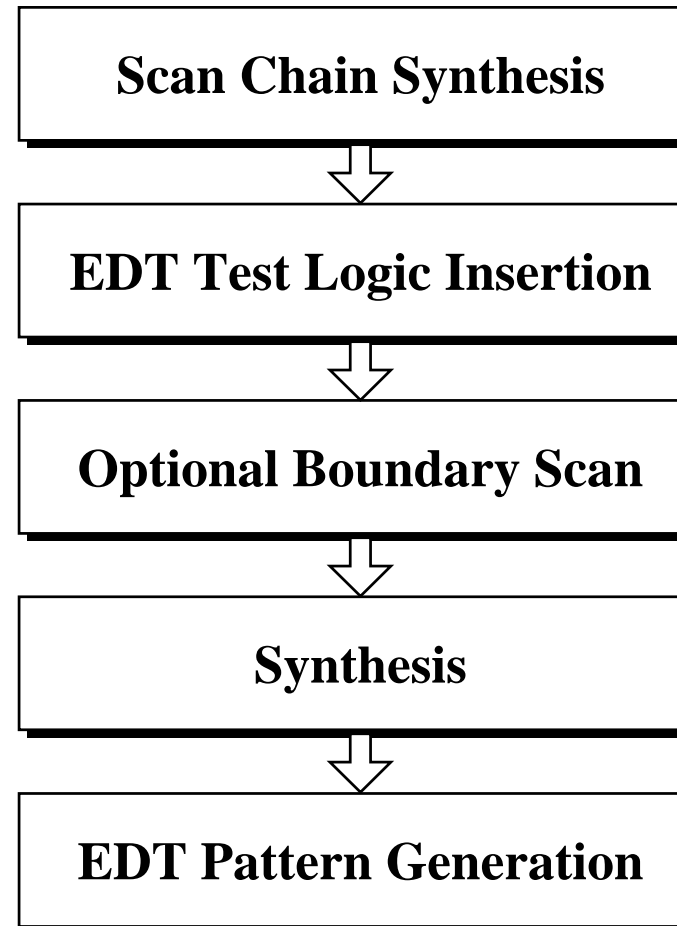 Scan Chain Synthesis
EDT Test Logic Insertion
Optional Boundary Scan
Synthesis
EDT Pattern Generation